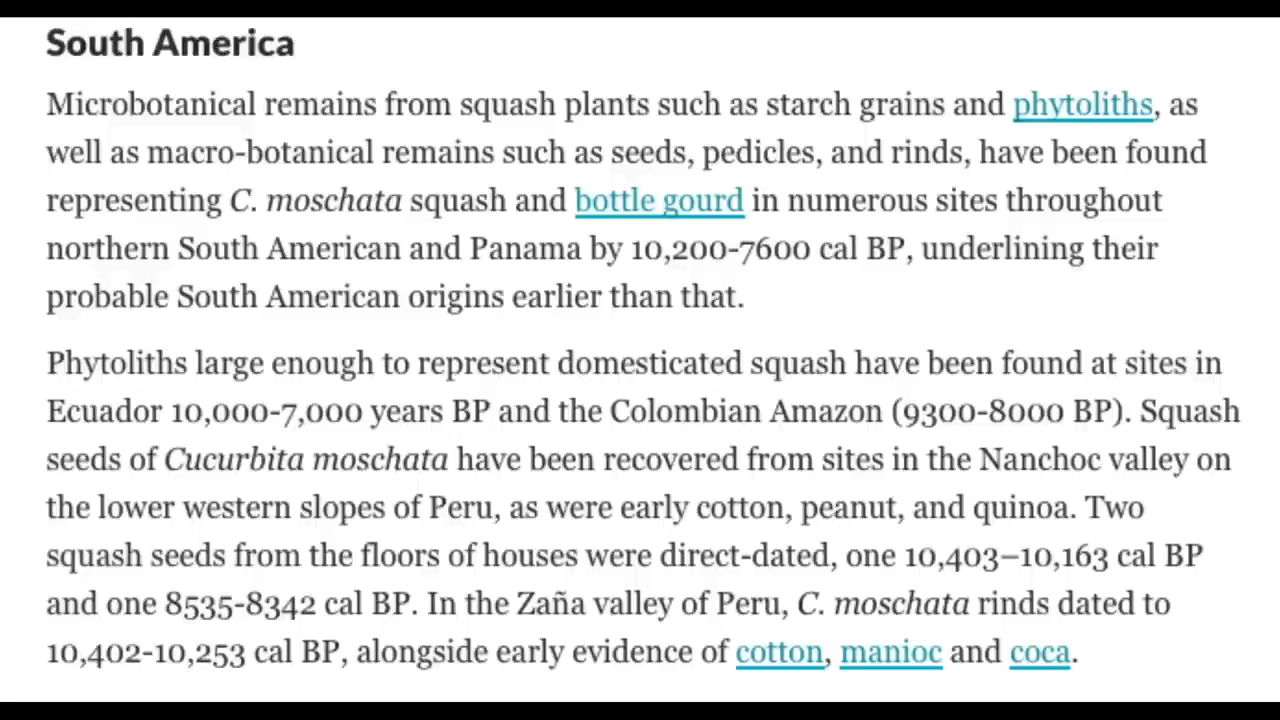 South America
Microbotanical remains from squash plants such as starch grains and phytoliths, as
well as macro-botanical remains such as seeds, pedicles, and rinds, have been found
representing C. moschata squash and bottle gourd in numerous sites throughout
northern South American and Panama by 10,200-7600 cal BP, underlining their
probable South American origins earlier than that.
Phytoliths large enough to represent domesticated squash have been found at sites in
Ecuador 10,000-7,000 years BP and the Colombian Amazon (9300-8000 BP). Squash
seeds of Cucurbita moschata have been recovered from sites in the Nanchoc valley on
the lower western slopes of Peru, as were early cotton, peanut, and quinoa. Two
squash seeds from the floors of houses were direct-dated, one 10,403–10,163 cal BP
and one 8535-8342 cal BP. In the Zaña valley of Peru, C. moschata rinds dated to
10,402-10,253 cal BP, alongside early evidence of cotton, manioc and coca.